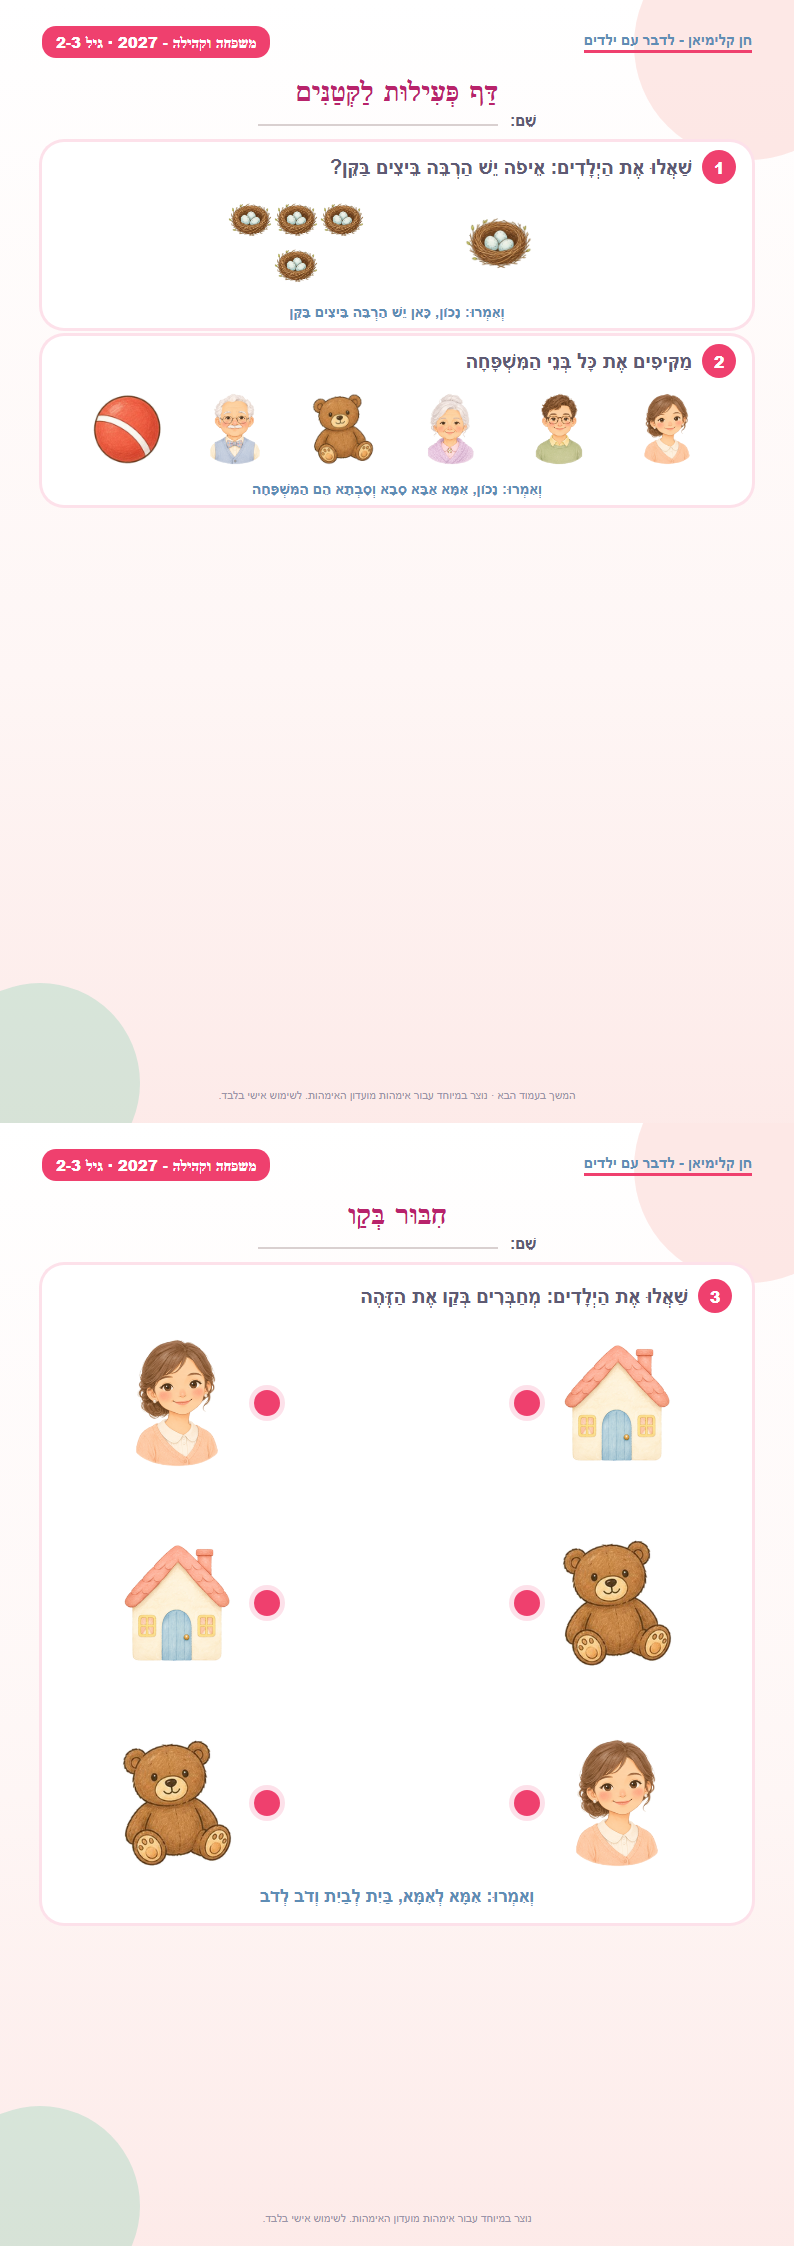 חן קלימיאן - לדבר עם ילדים
משפחה וקהילה - 2027 · גיל 2-3
דַּף פְּעִילוּת לַקְּטַנִּים
שֵׁם:
1
שַׁאֲלוּ אֶת הַיְלָדִים: אֵיפֹה יֵשׁ הַרְבֵּה בֵּיצִים בַּקֵּן?
וְאִמְרוּ: נָכוֹן, כָּאן יֵשׁ הַרְבֵּה בֵּיצִים בַּקֵּן
2
מַקִּיפִים אֶת כָּל בְּנֵי הַמִּשְׁפָּחָה
וְאִמְרוּ: נָכוֹן, אִמָּא אַבָּא סָבָא וְסָבְתָא הֵם הַמִּשְׁפָּחָה
המשך בעמוד הבא · נוצר במיוחד עבור אימהות מועדון האימהות. לשימוש אישי בלבד.
חן קלימיאן - לדבר עם ילדים
משפחה וקהילה - 2027 · גיל 2-3
חִבּוּר בְּקַו
שֵׁם:
3
שַׁאֲלוּ אֶת הַיְלָדִים: מְחַבְּרִים בְּקַו אֶת הַזֵּהֶה
וְאִמְרוּ: אִמָּא לְאִמָּא, בַּיִת לְבַיִת וְדֹב לְדֹב
נוצר במיוחד עבור אימהות מועדון האימהות. לשימוש אישי בלבד.